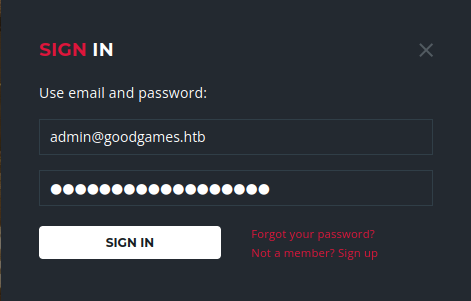 SIGN IN
Use email and password:
admin@goodgames.htb
●●●●●●●●●●●●●●●●●●
SIGN IN
Forgot your password?
Not a member? Sign up